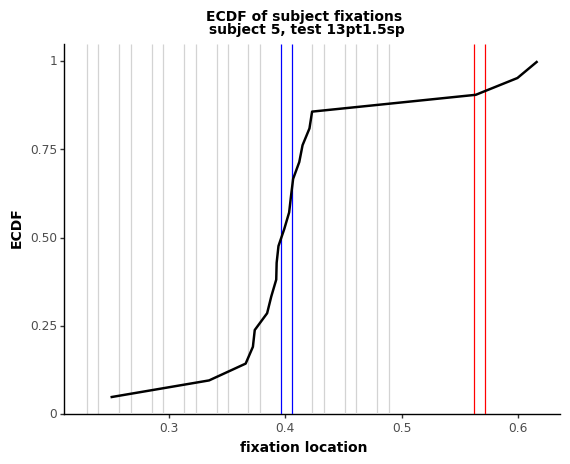 ECDF of subject fixations
subject 5, test 13pt1.5sp
1
0.75
0.50
0.25
0
ECDF
0.3 0.4 0.5 0.6
fixation location